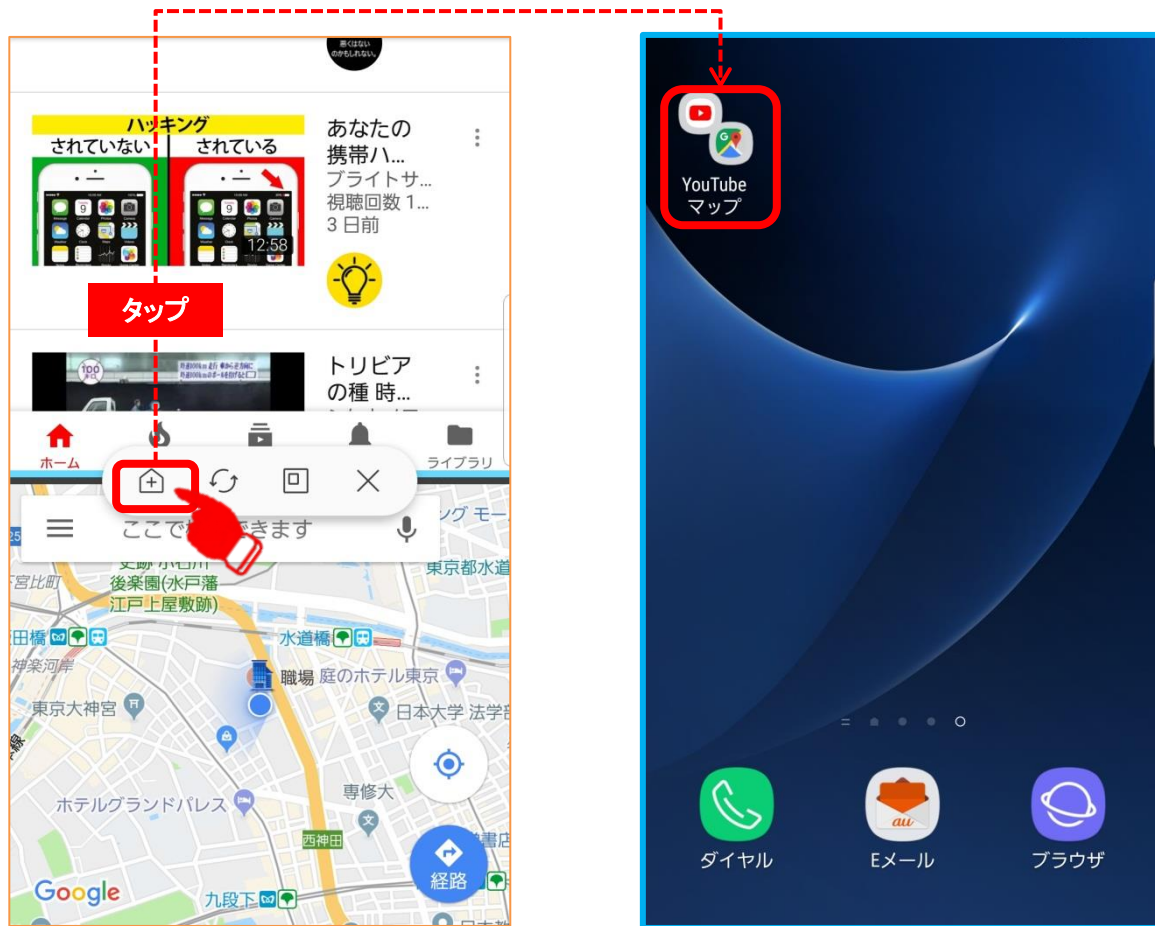 悪くはない
のかもしれない。
ハッキング
されていない
されている
12:58
あなたの
携帯ハ...
ブライトサ...
視聴回数 1...
3 日前
タップ
100
トリビア
の種 時...
ホーム
ライブラリ
ここで
きます
ング モー
25
宮比町
後楽園(水戸藩
江戸上屋敷跡)
東京都水道
田橋
水道橋
神楽河岸
職場
庭のホテル東京
東京大神宮
日本大学 法学部
ホテルグランドパレス
専修大
西神田
書店
経路
Google
九段下
YouTube
マップ
G
au
ダイヤル
Eメール
ブラウザ